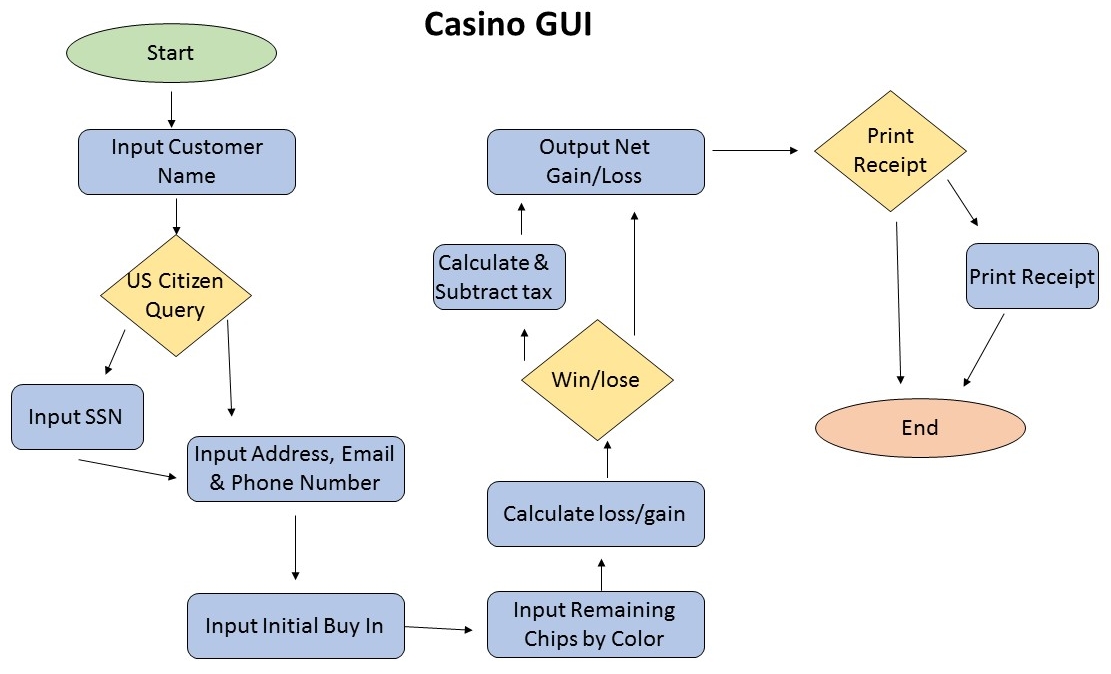 Casino GUI
Start
Input Customer
Name
US Citizen
Query
Input SSN
Input Address, Email
& Phone Number
Input Initial Buy In
Input Remaining
Chips by Color
Calculate loss/gain
Win/lose
Calculate &
Subtract tax
Output Net
Gain/Loss
Print
Receipt
Print Receipt
End